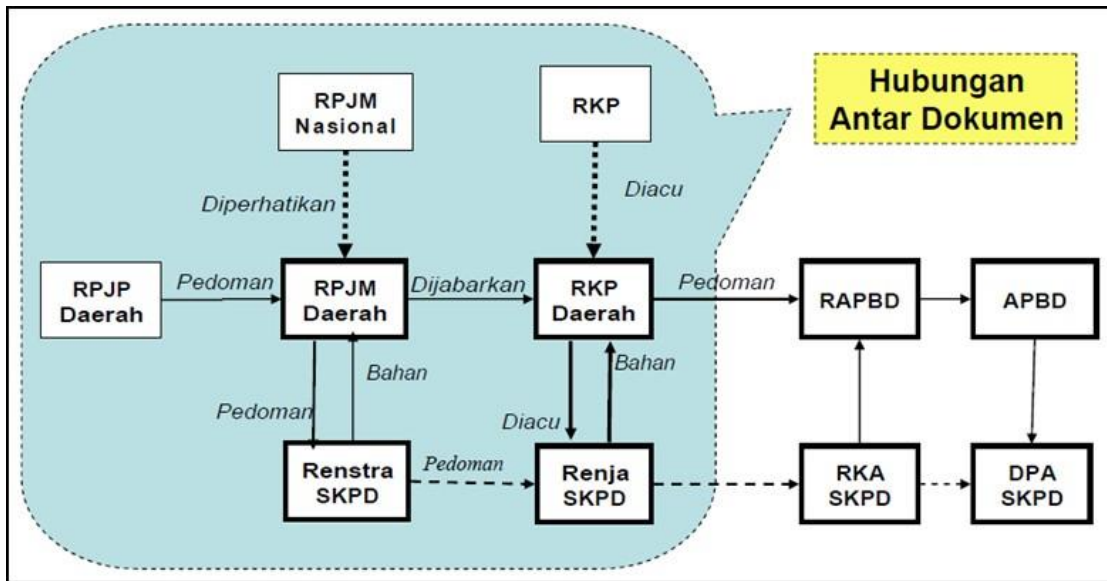 Hubungan
Antar Dokumen
RPJM
Nasional
RKP
Diperhatikan
Diacu
RPJP
Daerah
Pedoman
RPJM
Daerah
Dijabarkan
RKP
Daerah
Pedoman
RAPBD
APBD
Pedoman
Bahan
Diacu
Bahan
Renstra
SKPD
Pedoman
Renja
SKPD
RKA
SKPD
DPA
SKPD